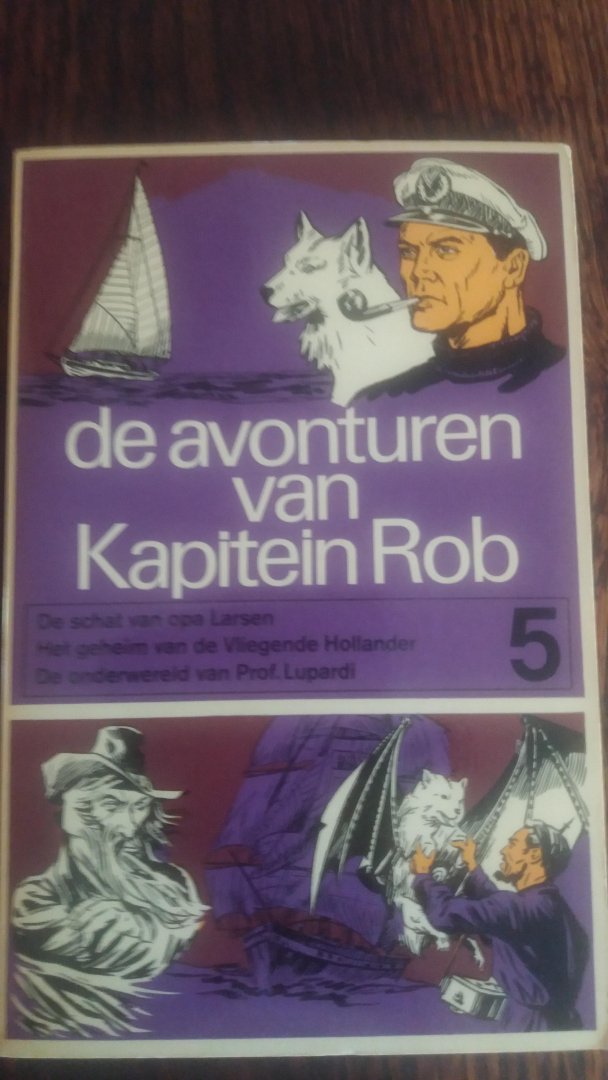 de avonturen
van
Kapitein Rob
De schat van opa Larsen
Het geheim van de Vliegende Hollander
De onderwereld van Prof. Lupardi
5